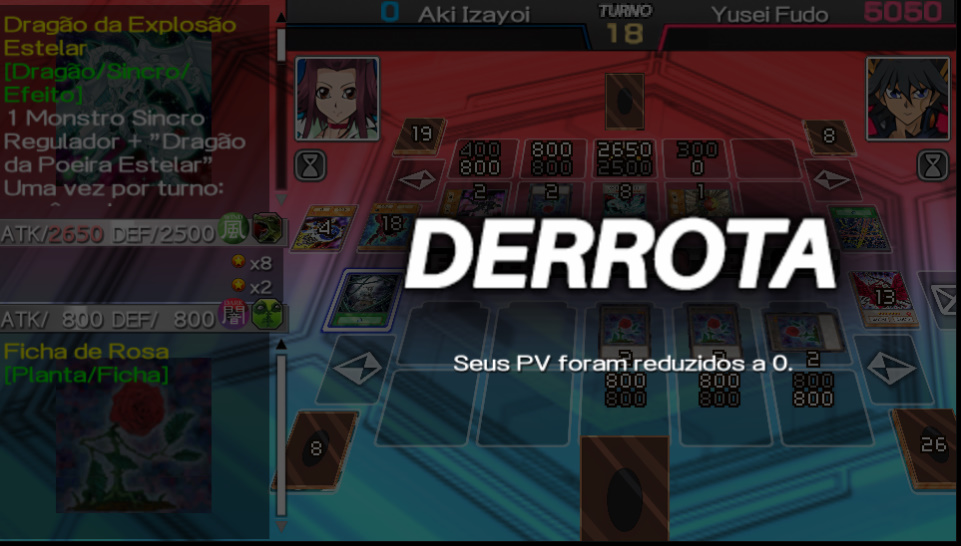 0 Aki Izayoi TURNO 18 Yusei Fudo 5050
Dragão da Explosão
Estelar
[Dragão/Sincro/
Efeito]
1 Monstro Sincro
Regulador + "Dragão
da Poeira Estelar"
Uma vez por turno:
ATK/2650 DEF/2500 風
x8
x2
ATK/ 800 DEF/ 800 闇
Ficha de Rosa
[Planta/Ficha]
19
8
400 800 2650 300
800 800 2500 0
2 2 8 1
4
18
DERROTA
13
Seus PV foram reduzidos a 0.
2
800 800 800
800 800 800
8
26